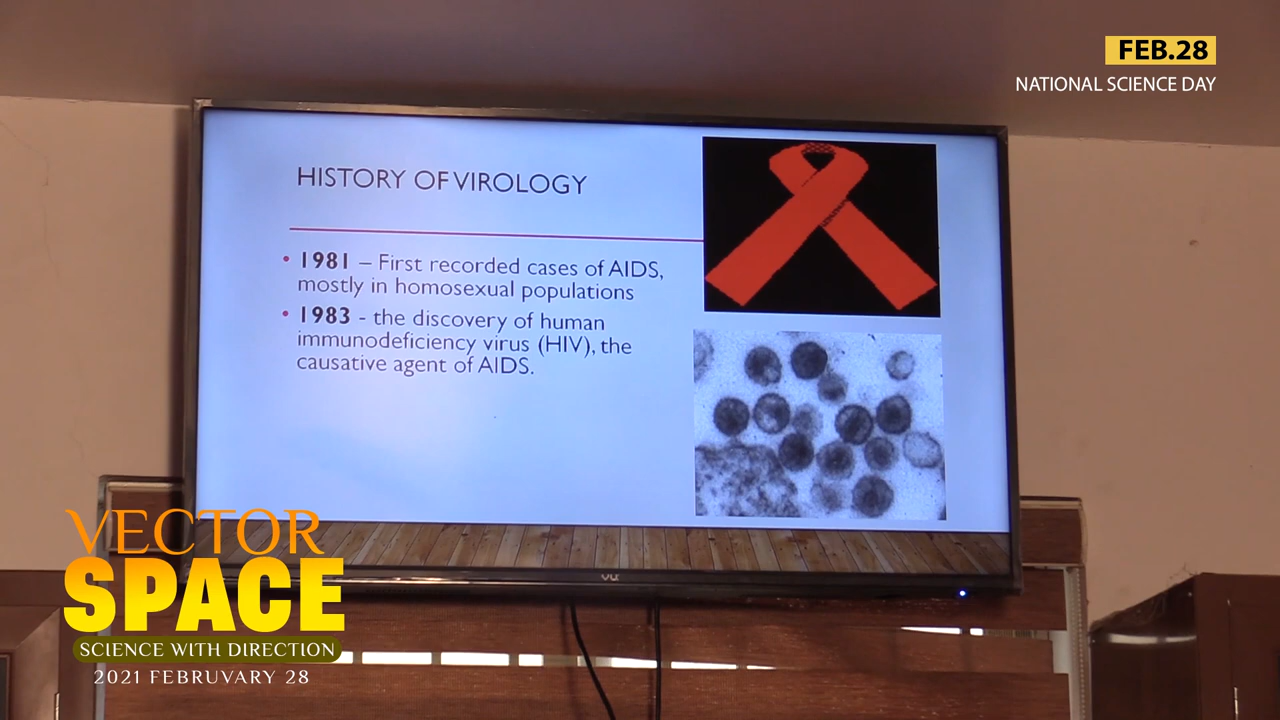 FEB.28
NATIONAL SCIENCE DAY
HISTORY OF VIROLOGY
• 1981 – First recorded cases of AIDS,
mostly in homosexual populations
• 1983 - the discovery of human
immunodeficiency virus (HIV), the
causative agent of AIDS.
Vu
VECTOR
SPACE
SCIENCE WITH DIRECTION
2021 FEBRUVARY 28